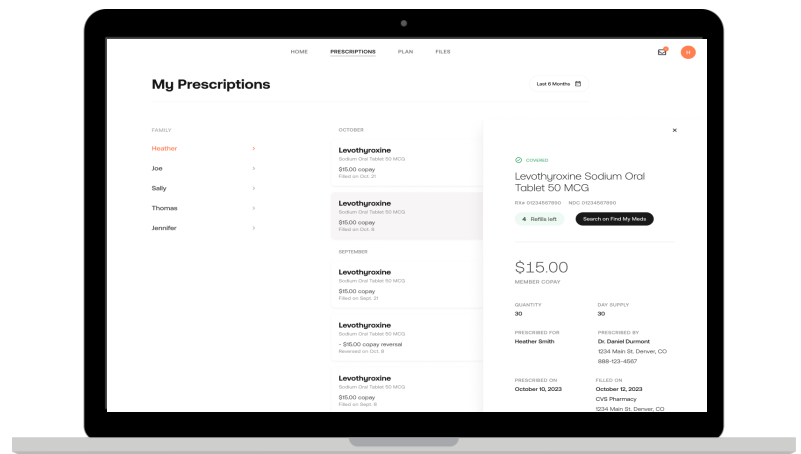 HOME PRESCRIPTIONS PLAN FILES
H
My Prescriptions
Last 6 Months
FAMILY
Heather
Joe
Sally
Thomas
Jennifer
OCTOBER
Levothyroxine
Sodium Oral Tablet 50 MCG
$15.00 copay
Filled on Oct. 21
Levothyroxine
Sodium Oral Tablet 50 MCG
$15.00 copay
Filled on Oct. 8
SEPTEMBER
Levothyroxine
Sodium Oral Tablet 50 MCG
$15.00 copay
Filled on Sept. 21
Levothyroxine
Sodium Oral Tablet 50 MCG
- $15.00 copay reversal
Reversed on Oct. 8
Levothyroxine
Sodium Oral Tablet 50 MCG
$15.00 copay
Filled on Sept. 8
COVERED
Levothyroxine Sodium Oral
Tablet 50 MCG
RX# 01234567890 NDC 01234567890
4 Refills left
Search on Find My Meds
$15.00
MEMBER COPAY
QUANTITY
30
DAY SUPPLY
30
PRESCRIBED FOR
Heather Smith
PRESCRIBED BY
Dr. Daniel Durmont
1234 Main St, Denver, CO
888-123-4567
PRESCRIBED ON
October 10, 2023
FILLED ON
October 12, 2023
CVS Pharmacy
1234 Main St. Denver, CO